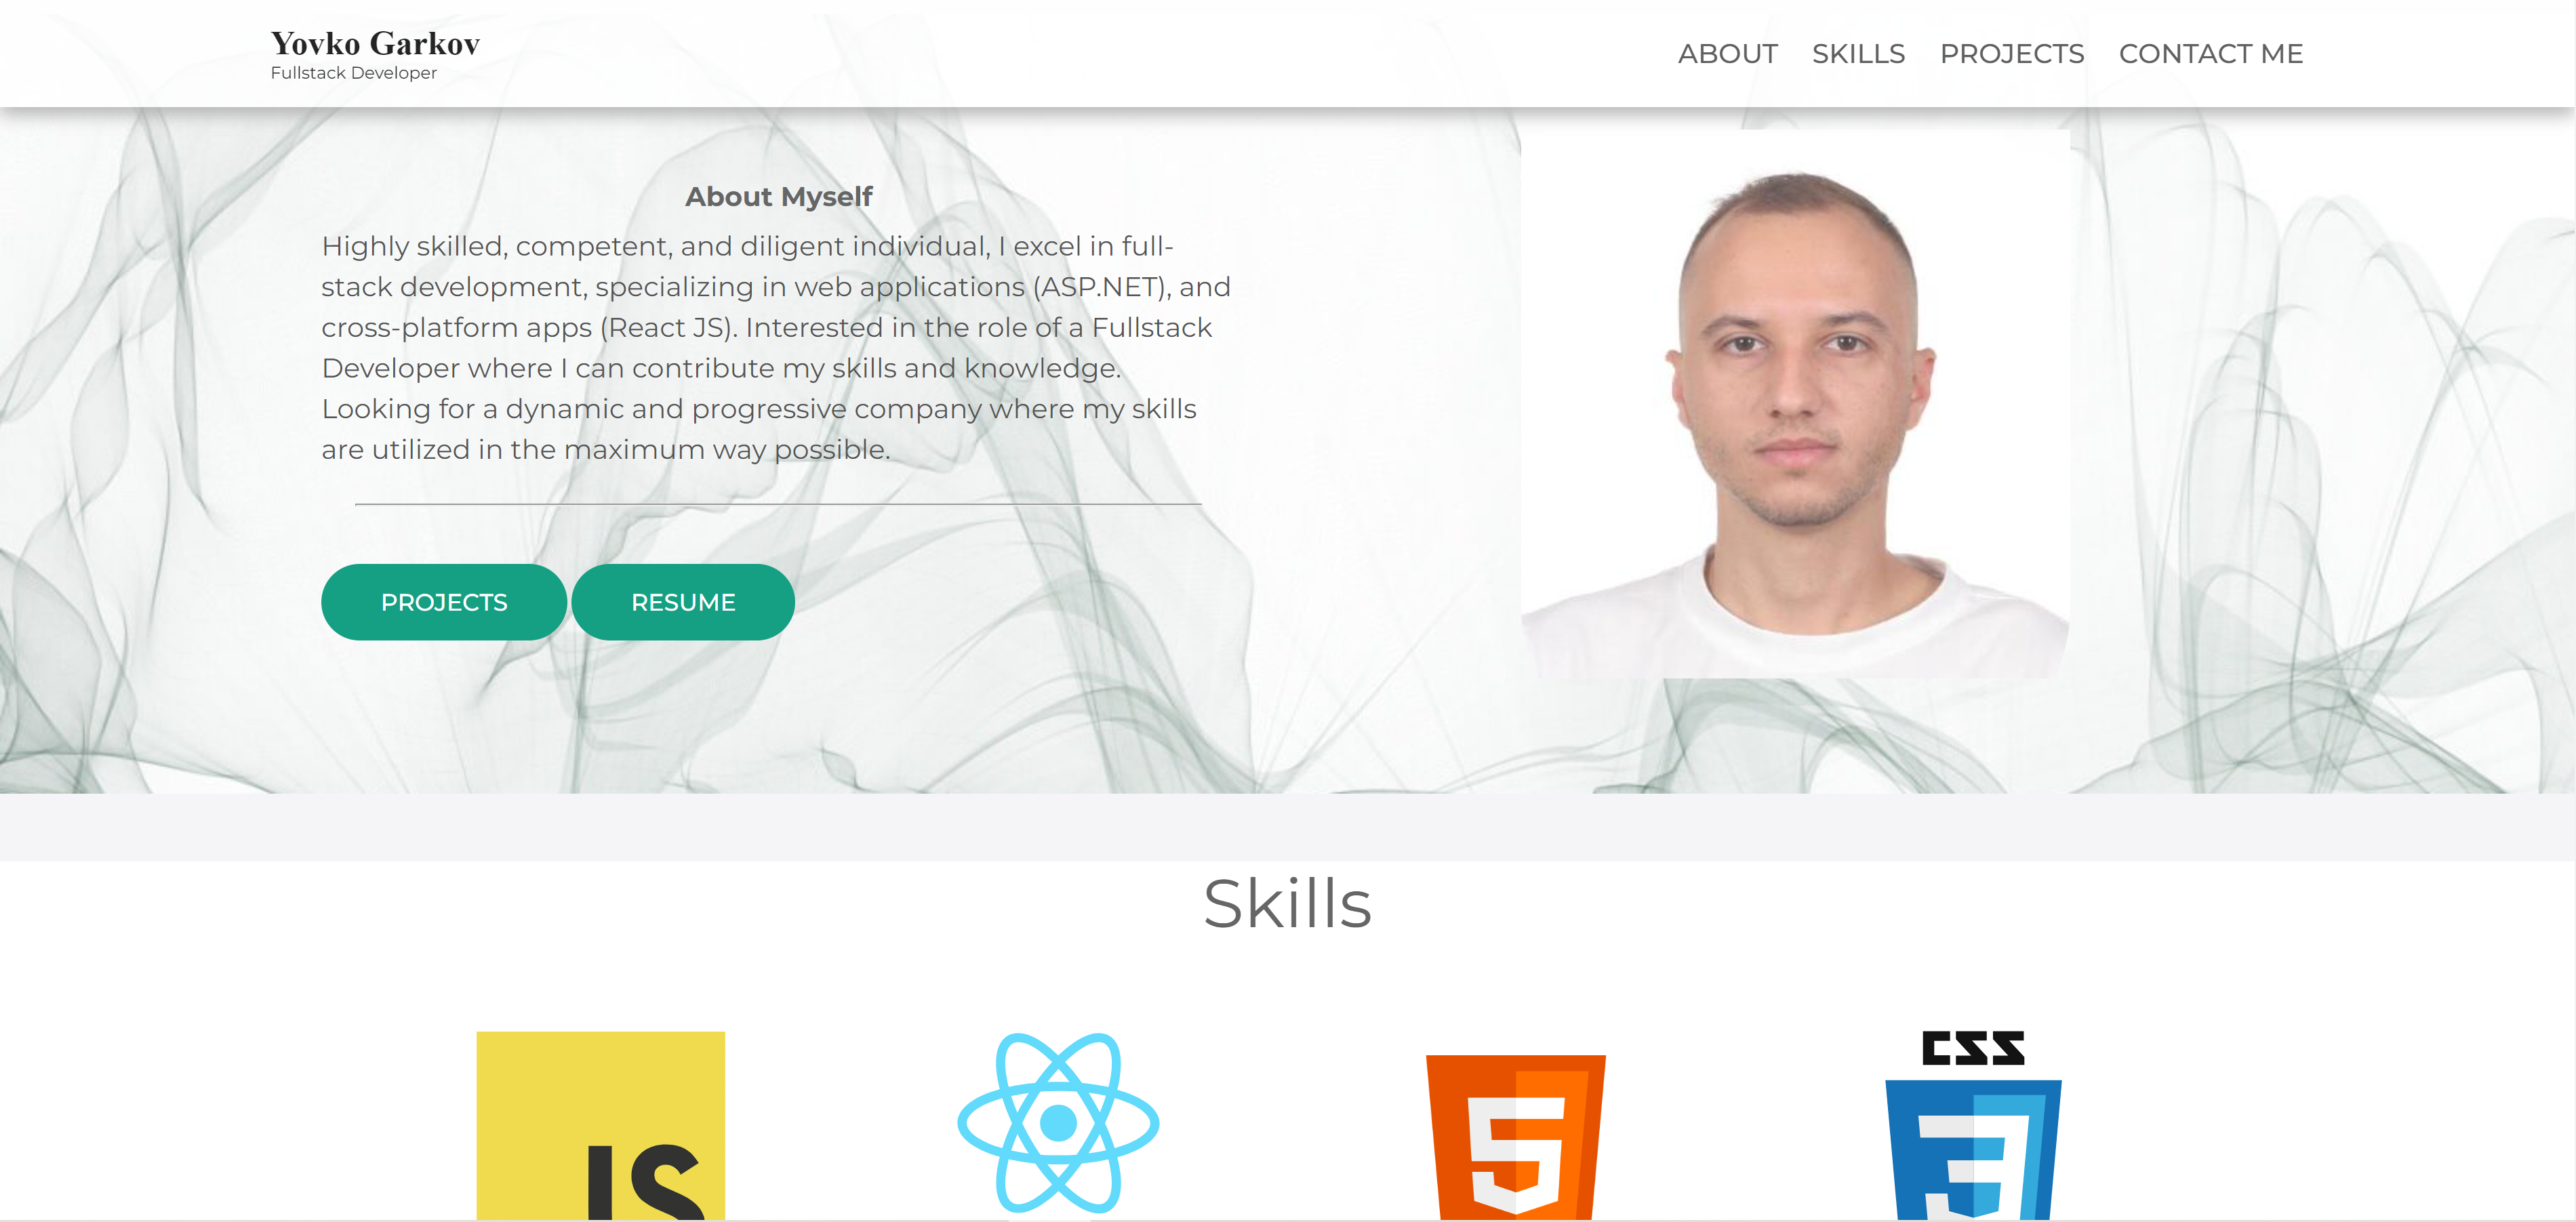 Yovko Garkov
Fullstack Developer
ABOUT SKILLS PROJECTS CONTACT ME
About Myself
Highly skilled, competent, and diligent individual, I excel in full-
stack development, specializing in web applications (ASP.NET), and
cross-platform apps (React JS). Interested in the role of a Fullstack
Developer where I can contribute my skills and knowledge.
Looking for a dynamic and progressive company where my skills
are utilized in the maximum way possible.
PROJECTS RESUME
Skills
JS
5
CSS
3